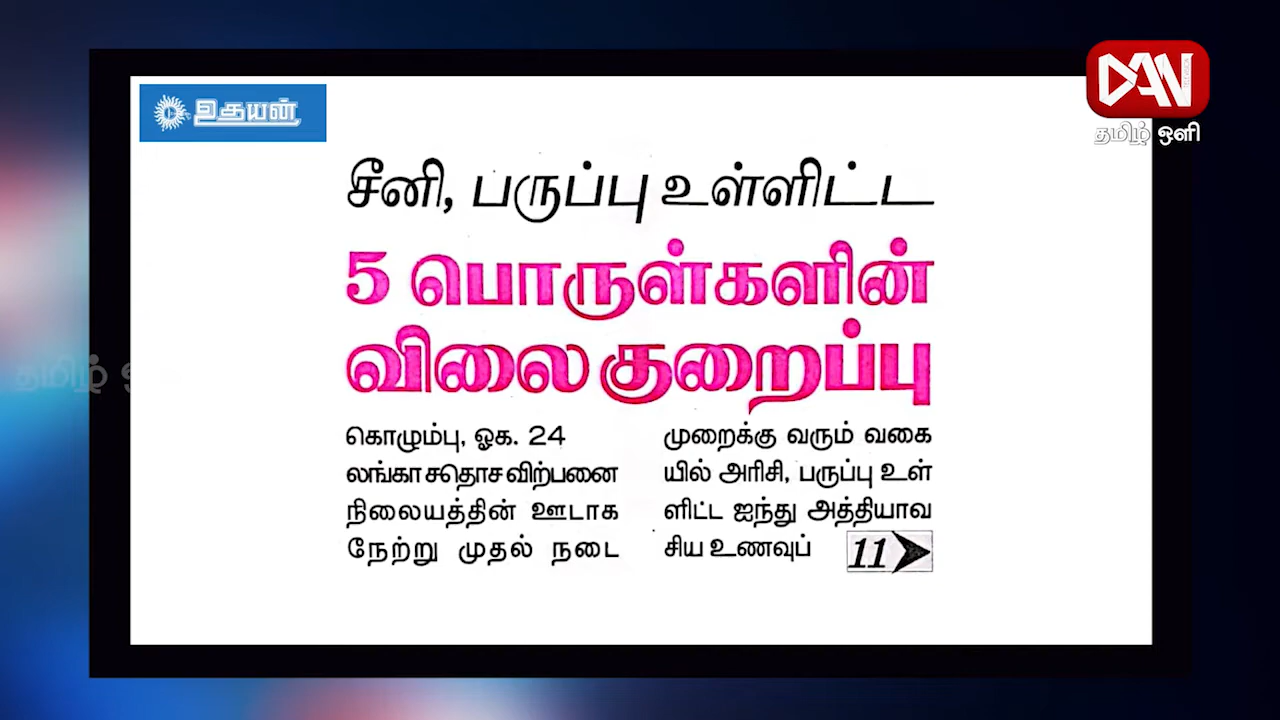 உதயன்
DAN
தமிழ் ஒளி
சீனி, பருப்பு உள்ளிட்ட
5 பொருள்களின்
விலை குறைப்பு
கொழும்பு, ஓக. 24
லங்கா சதொச விற்பனை
நிலையத்தின் ஊடாக
நேற்று முதல் நடை
முறைக்கு வரும் வகை
யில் அரிசி, பருப்பு உள்
ளிட்ட ஐந்து அத்தியாவ
சிய உணவுப்
11
தமிழ் ஒ